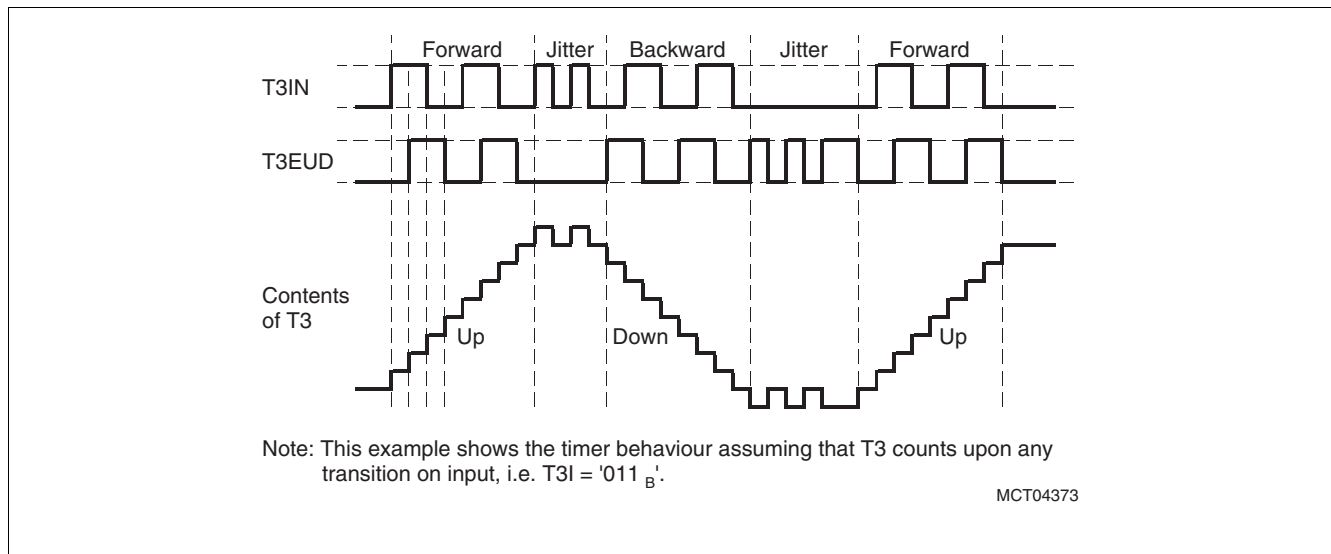 Forward Jitter Backward Jitter Forward
T3IN
T3EUD
Contents
of T3
Up Down Up
Note: This example shows the timer behaviour assuming that T3 counts upon any
transition on input, i.e. T3I = '011 B'.
MCT04373